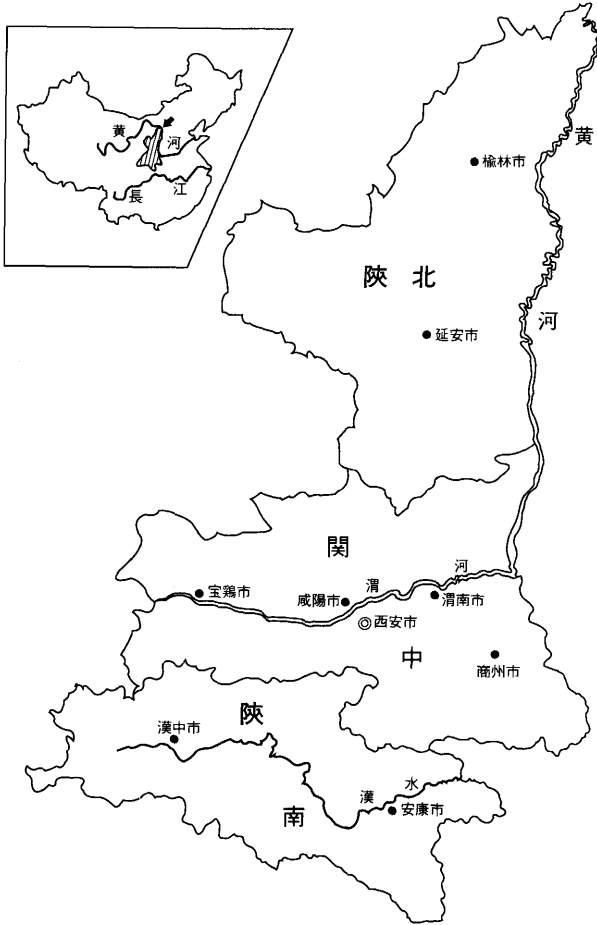 黄
河
長
江
黄
河
楡林市
陝北
延安市
関
中
渭
河
宝鶏市
咸陽市
渭南市
西安市
商州市
陝
南
漢中市
漢
水
安康市